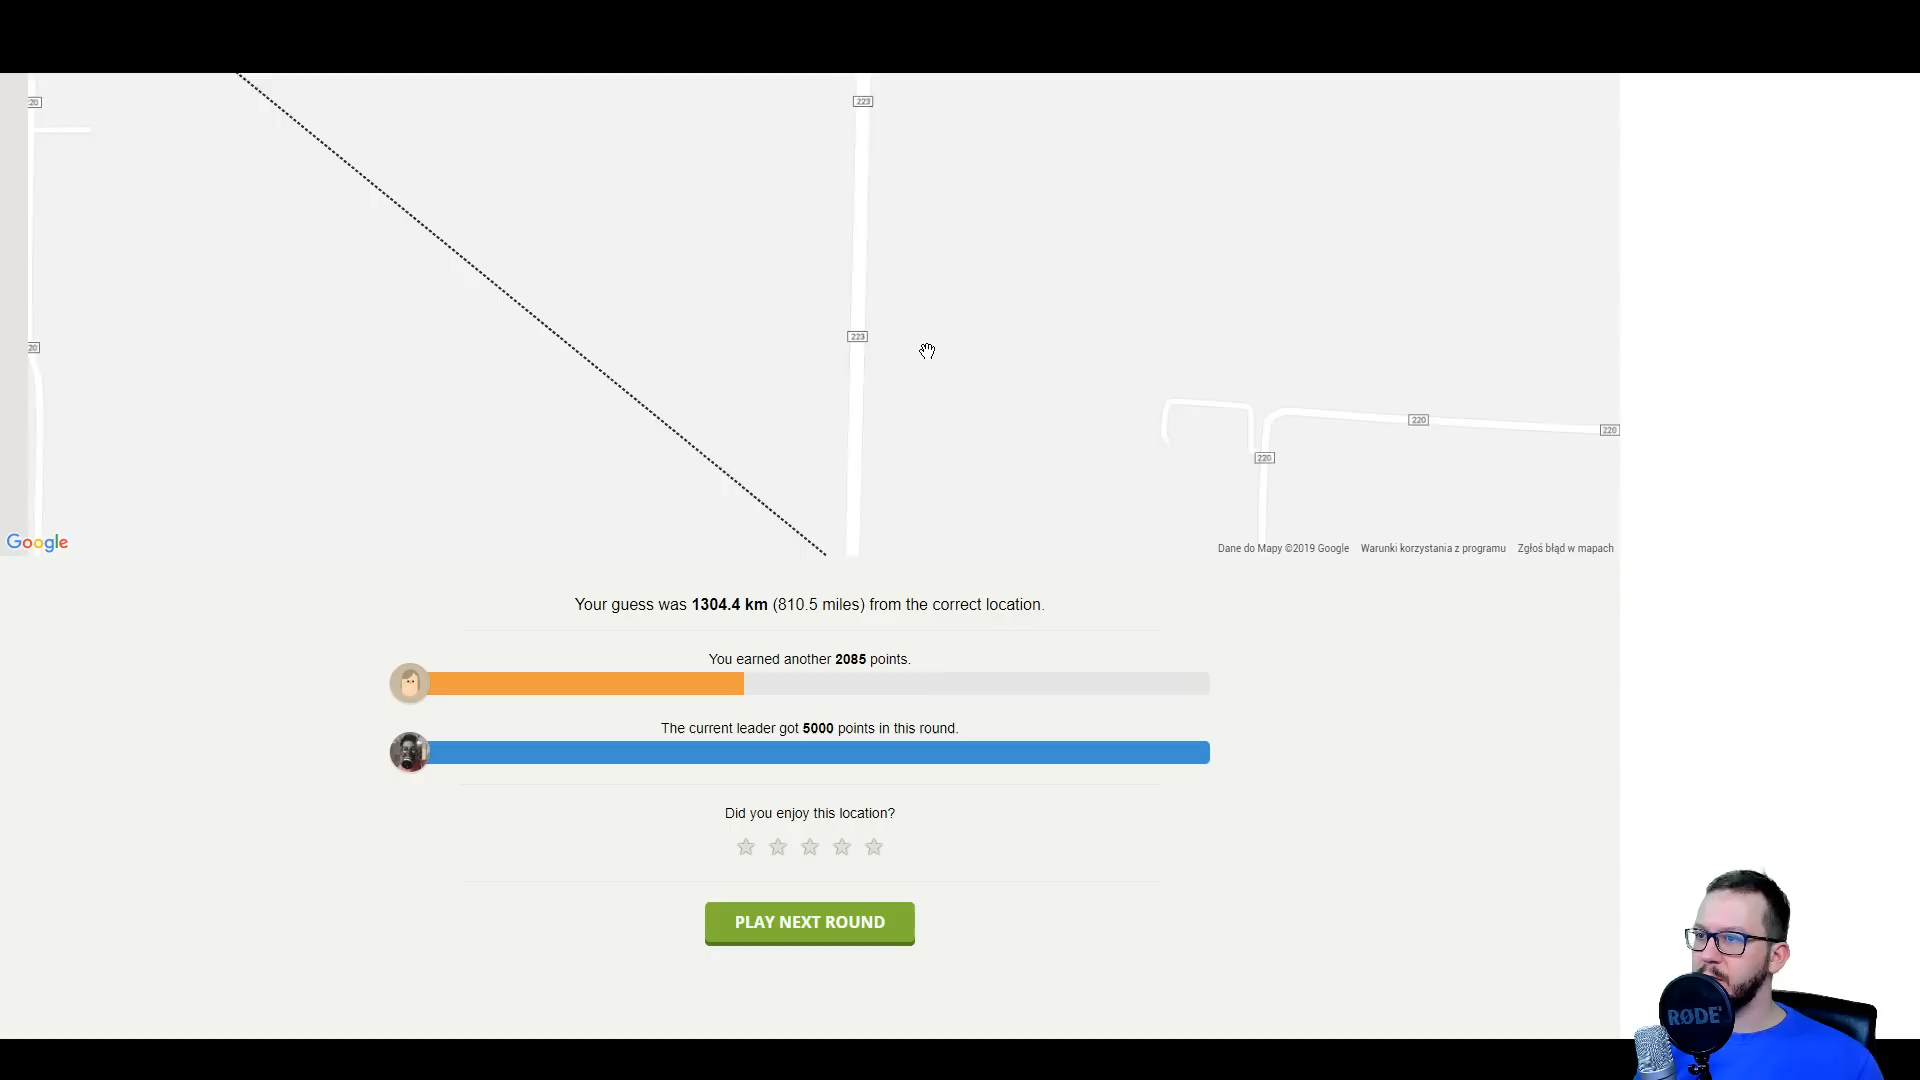 20
223
20
223
220
220
220
Google
Dane do Mapy ©2019 Google Warunki korzystania z programu Zgłoś błąd w mapach
Your guess was 1304.4 km (810.5 miles) from the correct location.
You earned another 2085 points.
The current leader got 5000 points in this round.
Did you enjoy this location?
PLAY NEXT ROUND
RØDE